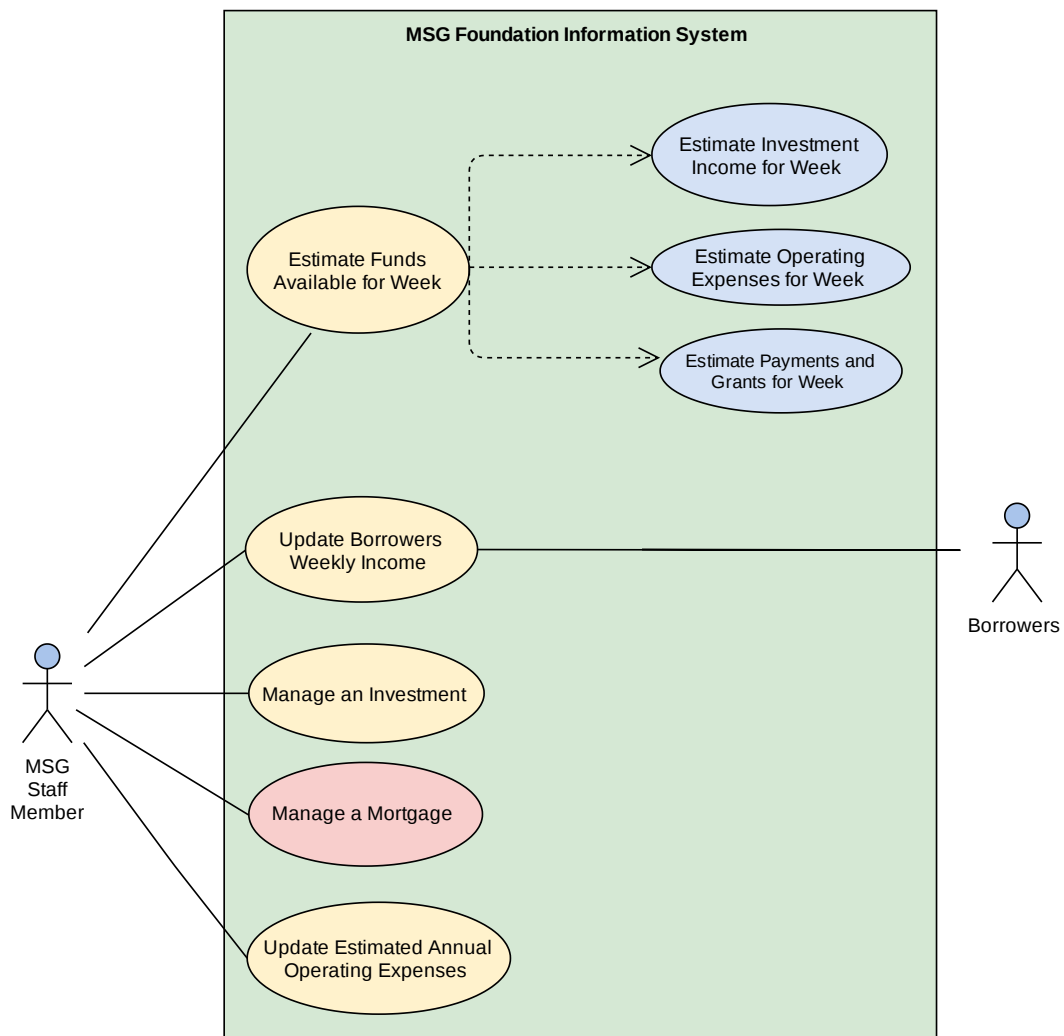 MSG Foundation Information System
Estimate Investment
Income for Week
Estimate Funds
Available for Week
Estimate Operating
Expenses for Week
Estimate Payments and
Grants for Week
Update Borrowers
Weekly Income
Borrowers
Manage an Investment
MSG
Staff
Member
Manage a Mortgage
Update Estimated Annual
Operating Expenses